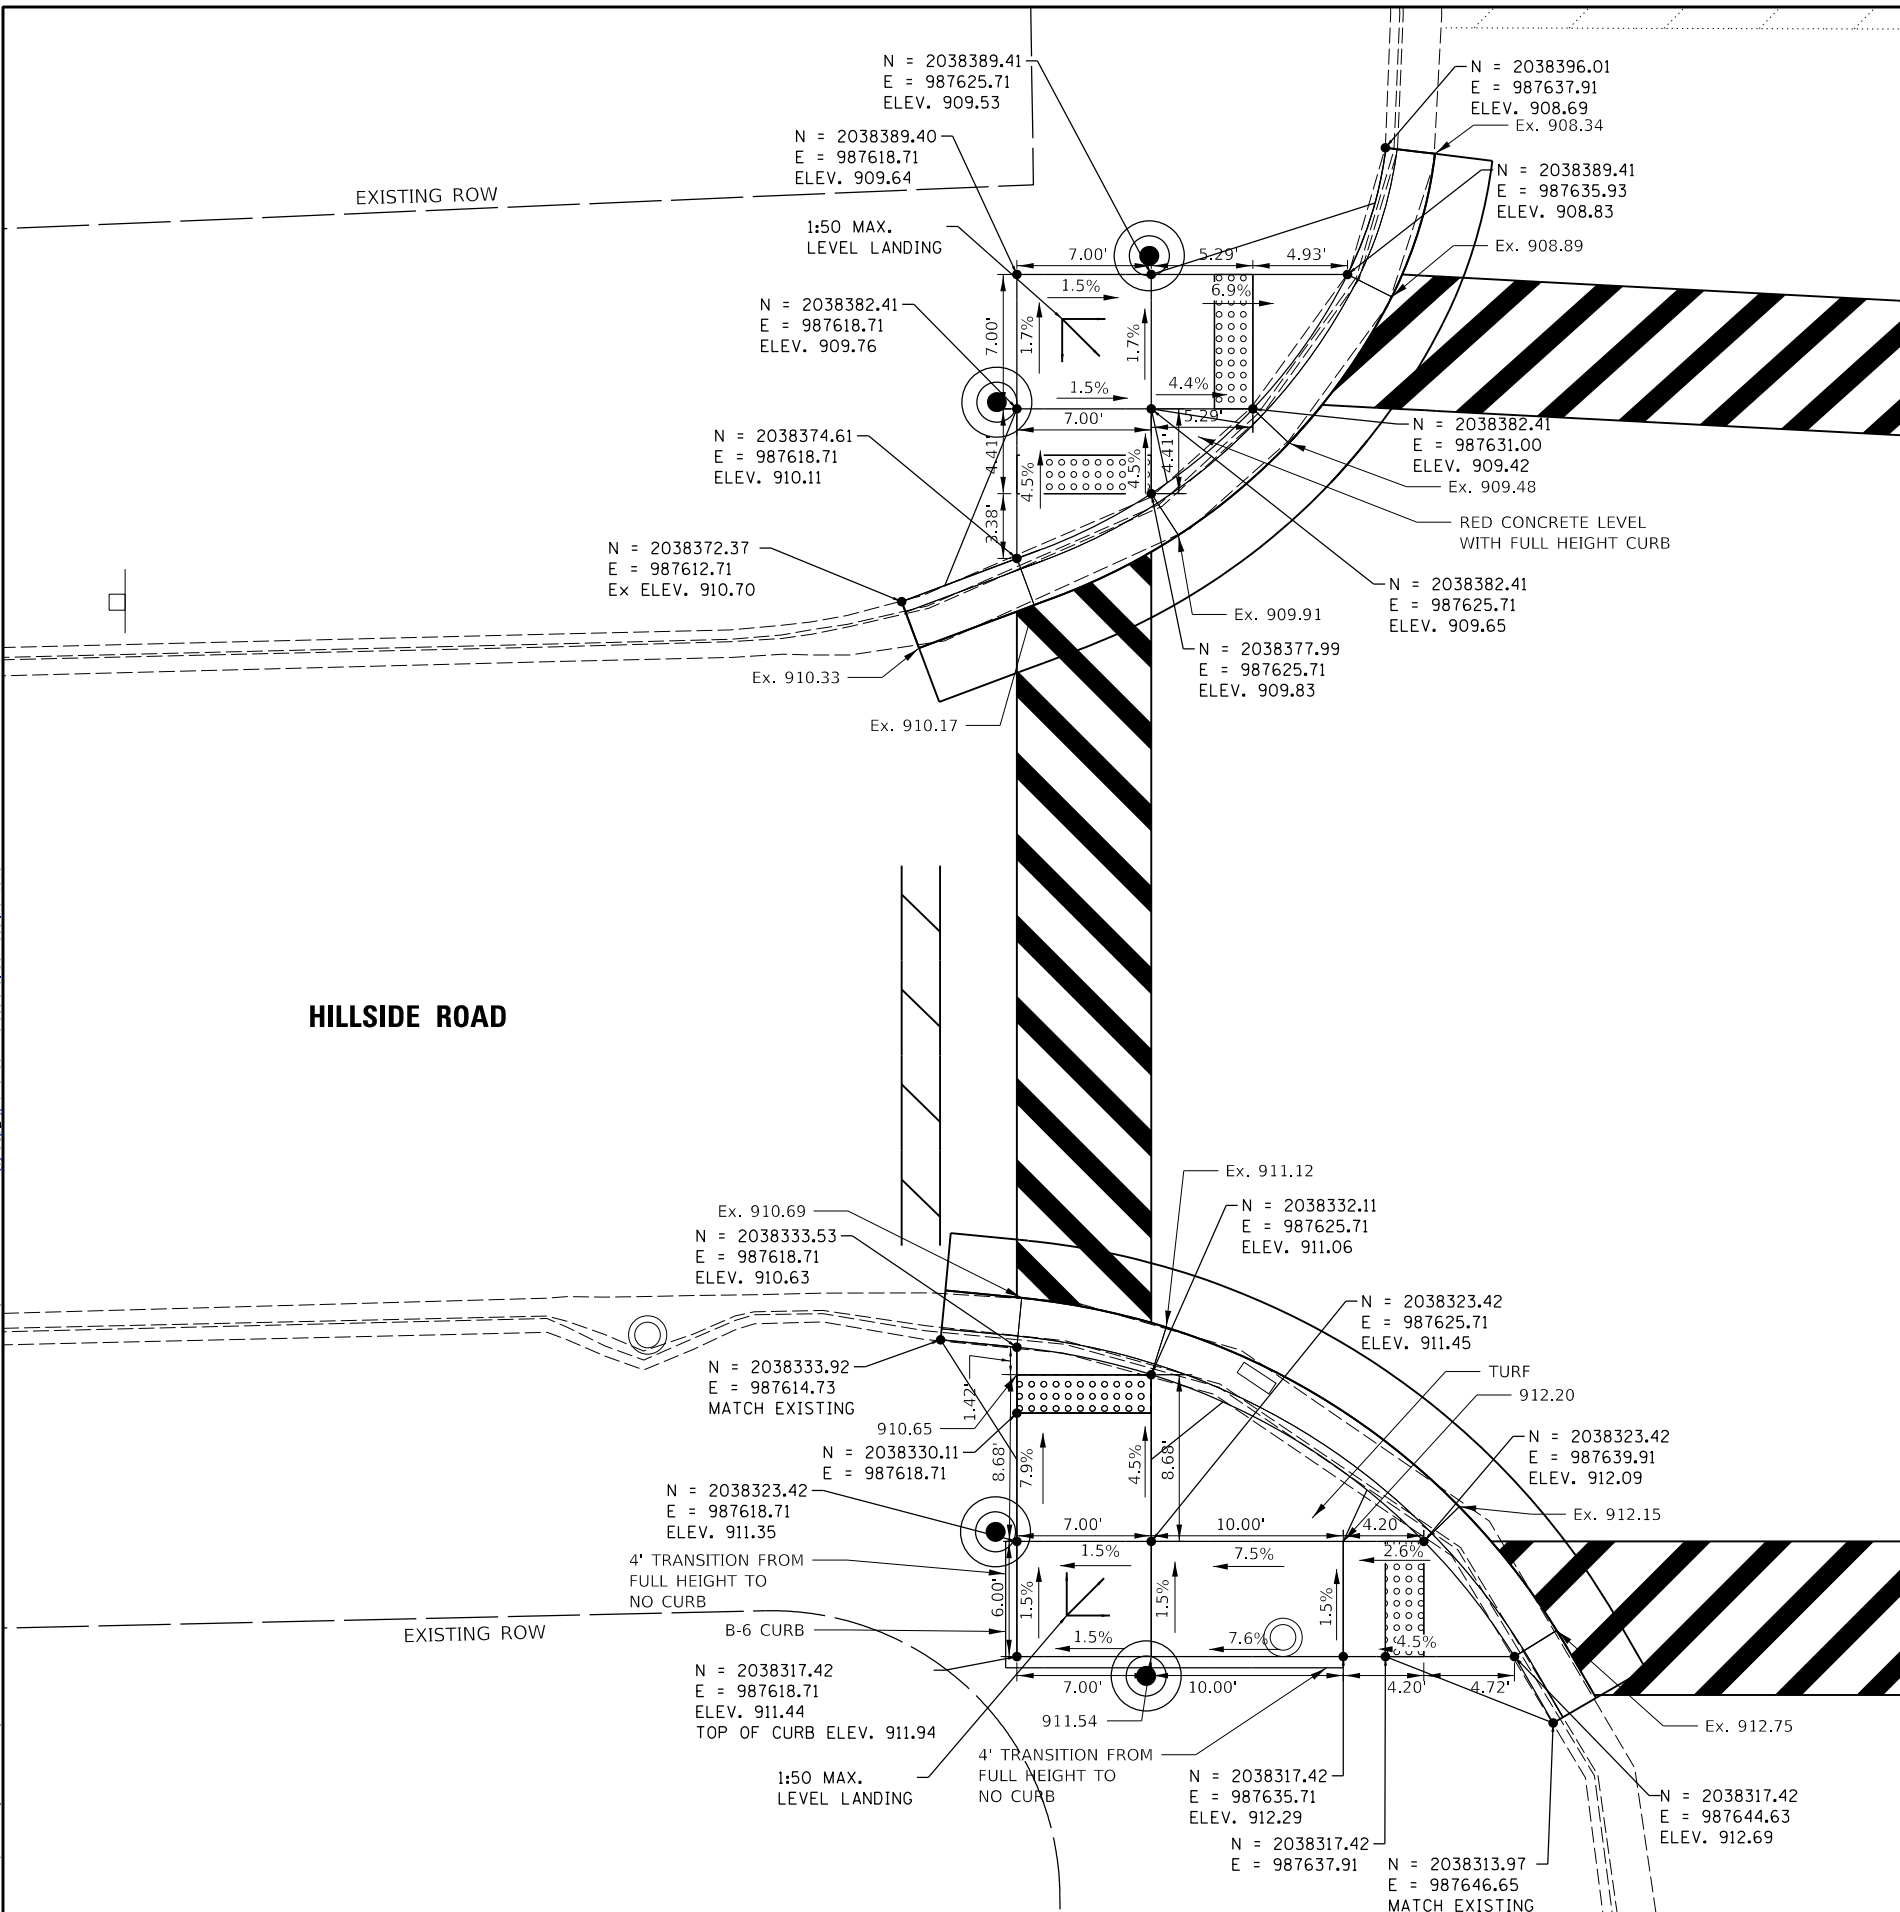 N = 2038389.41
E = 987625.71
ELEV. 909.53
N = 2038396.01
E = 987637.91
ELEV. 908.69
Ex. 908.34
N = 2038389.40
E = 987618.71
ELEV. 909.64
N = 2038389.41
E = 987635.93
ELEV. 908.83
EXISTING ROW
1:50 MAX.
LEVEL LANDING
Ex. 908.89
7.00'
5.29'
4.93'
1.5%
6.9%
N = 2038382.41
E = 987618.71
ELEV. 909.76
7.00'
1.7%
1.7%
1.5%
4.4%
7.00'
5.29'
N = 2038382.41
E = 987631.00
ELEV. 909.42
N = 2038374.61
E = 987618.71
ELEV. 910.11
4.41'
4.5%
4.5%
4.41'
Ex. 909.48
RED CONCRETE LEVEL
WITH FULL HEIGHT CURB
3.38'
N = 2038372.37
E = 987612.71
Ex ELEV. 910.70
N = 2038382.41
E = 987625.71
ELEV. 909.65
Ex. 909.91
N = 2038377.99
E = 987625.71
ELEV. 909.83
Ex. 910.33
Ex. 910.17
HILLSIDE ROAD
Ex. 911.12
Ex. 910.69
N = 2038333.53
E = 987618.71
ELEV. 910.63
N = 2038332.11
E = 987625.71
ELEV. 911.06
N = 2038323.42
E = 987625.71
ELEV. 911.45
N = 2038333.92
E = 987614.73
MATCH EXISTING
1.42'
TURF
912.20
910.65
N = 2038330.11
E = 987618.71
8.68'
7.9%
4.5%
8.68'
N = 2038323.42
E = 987639.91
ELEV. 912.09
N = 2038323.42
E = 987618.71
ELEV. 911.35
Ex. 912.15
7.00'
10.00'
4.20'
4' TRANSITION FROM
FULL HEIGHT TO
NO CURB
1.5%
7.5%
2.6%
6.00'
1.5%
1.5%
1.5%
EXISTING ROW
B-6 CURB
1.5%
7.6%
4.5%
N = 2038317.42
E = 987618.71
ELEV. 911.44
TOP OF CURB ELEV. 911.94
7.00'
10.00'
4.20'
4.72'
911.54
Ex. 912.75
1:50 MAX.
LEVEL LANDING
4' TRANSITION FROM
FULL HEIGHT TO
NO CURB
N = 2038317.42
E = 987635.71
ELEV. 912.29
N = 2038317.42
E = 987644.63
ELEV. 912.69
N = 2038317.42
E = 987637.91
N = 2038313.97
E = 987646.65
MATCH EXISTING